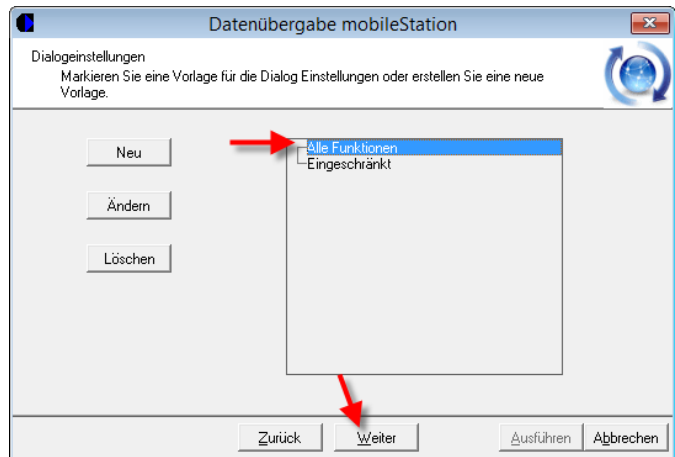 Datenübergabe mobileStation
Dialogeinstellungen
Markieren Sie eine Vorlage für die Dialog Einstellungen oder erstellen Sie eine neue
Vorlage.
Neu
Alle Funktionen
Eingeschränkt
Ändern
Löschen
Zurück Weiter Ausführen Abbrechen